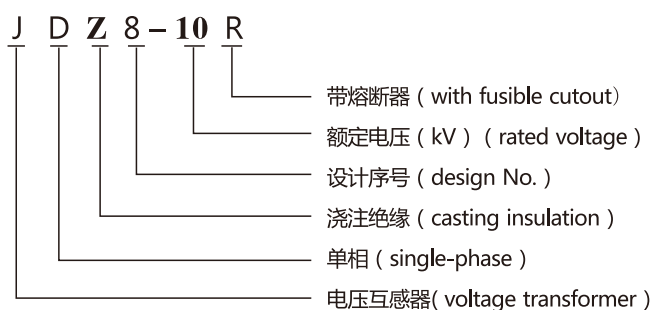 J D Z 8 – 10 R
带熔断器 ( with fusible cutout)
额定电压 ( kV ) ( rated voltage )
设计序号 ( design No. )
浇注绝缘 ( casting insulation )
单相 ( single-phase )
电压互感器( voltage transformer )